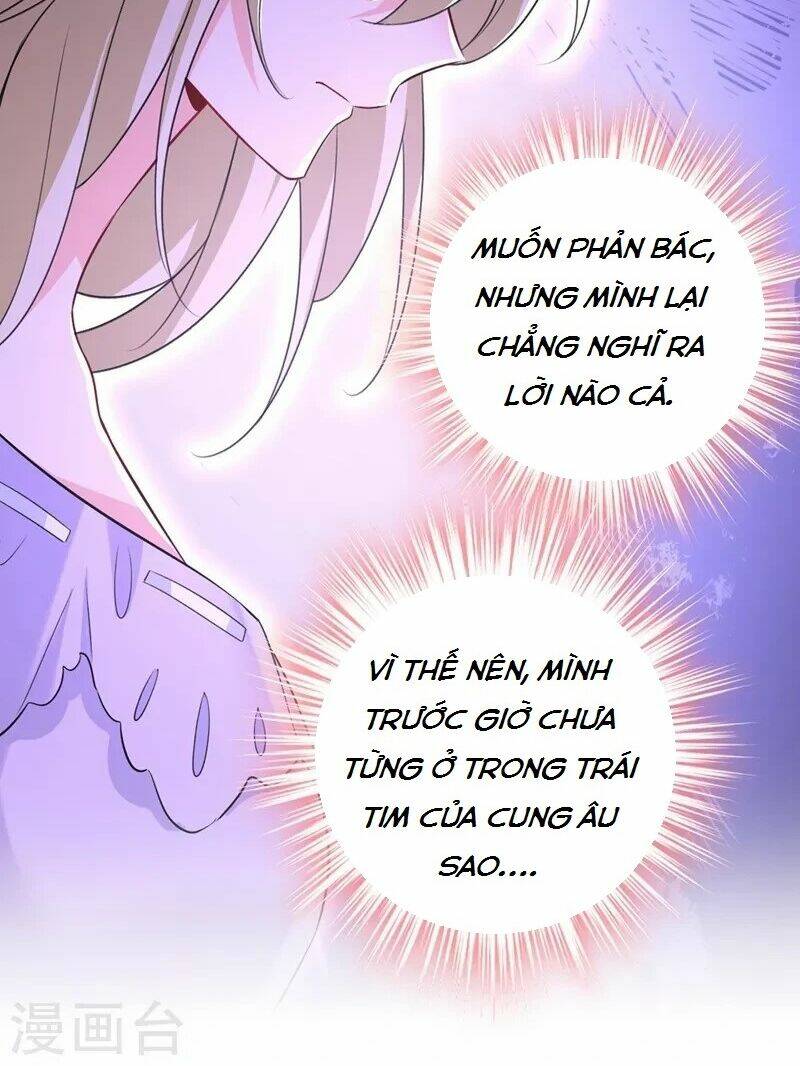 MUỐN PHẢN BÁC,
NHƯNG MÌNH LẠI
CHẲNG NGHĨ RA
LỜI NÀO CẢ.
VÌ THẾ NÊN, MÌNH
TRƯỚC GIỜ CHƯA
TỪNG Ở TRONG TRÁI
TIM CỦA CUNG ÂU
SAO....
漫画台